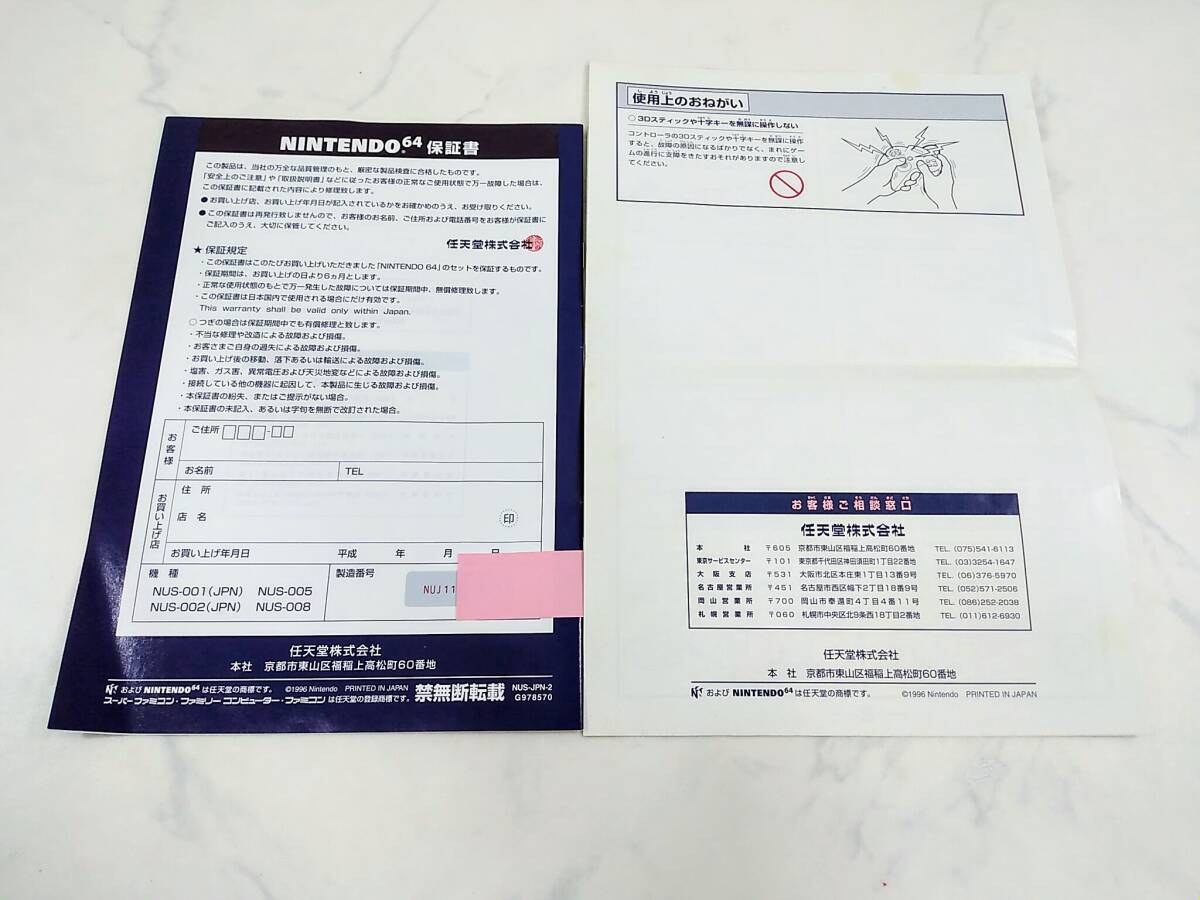 NINTENDO64 保証書
この製品は、当社の万全な品質管理のもと、厳密な製品検査に合格したものです。
「安全上のご注意」や「取扱説明書」などに従ったお客様の正常なご使用状態で万一故障した場合は、
この保証書に記載された内容により修理致します。
●お買い上げ店、お買い上げ年月日が記入されているかをお確かめのうえ、お受け取りください。
●この保証書は再発行致しませんので、お客様のお名前、ご住所および電話番号をお客様が保証書に
ご記入のうえ、大切に保管してください。
任天堂株式会社
★ 保証規定
・この保証書はこのたびお買い上げいただきました「NINTENDO 64」のセットを保証するものです。
・保証期間は、お買い上げの日より6ヵ月とします。
・正常な使用状態のもとで万一発生した故障については保証期間中、無償修理致します。
・この保証書は日本国内で使用される場合にだけ有効です。
This warranty shall be valid only within Japan.
○つぎの場合は保証期間中でも有償修理と致します。
・不当な修理や改造による故障および損傷。
・お客さまご自身の過失による故障および損傷。
・お買い上げ後の移動、落下あるいは輸送による故障および損傷。
・塩害、ガス害、異常電圧および天災地変などによる故障および損傷。
・接続している他の機器に起因して、本製品に生じる故障および損傷。
・本保証書の紛失、またはご提示がない場合。
・本保証書の未記入、あるいは字句を無断で改訂された場合。
お客様
ご住所 □□□-□□
お名前 TEL
お買い上げ店
住 所
店 名 印
お買い上げ年月日 平成 年 月 日
機 種 製造番号
NUS-001(JPN) NUS-005
NUS-002(JPN) NUS-008
NUJ11
任天堂株式会社
本社 京都市東山区福稲上高松町60番地
および NINTENDO64 は任天堂の商標です。 ©1996 Nintendo PRINTED IN JAPAN
スーパーファミコン・ファミリーコンピューター・ファミコン は任天堂の登録商標です。
禁無断転載
NUS-JPN-2
G978570
使用上のおねがい
○3Dスティックや十字キーを無謀に操作しない
コントローラの3Dスティックや十字キーを無謀に操作
すると、故障の原因になるばかりでなく、まれにゲー
ムの進行に支障をきたすおそれがありますので注意し
てください。
お客様ご相談窓口
任天堂株式会社
本 社 〒605 京都市東山区福稲上高松町60番地 TEL. (075)541-6113
東京サービスセンター 〒101 東京都千代田区神田須田町1丁目22番地 TEL. (03)3254-1647
大阪支店 〒531 大阪市北区本庄東1丁目13番9号 TEL. (06)376-5970
名古屋営業所 〒451 名古屋市西区幅下2丁目18番9号 TEL. (052)571-2506
岡山営業所 〒700 岡山市奉還町4丁目4番11号 TEL. (086)252-2038
札幌営業所 〒060 札幌市中央区北9条西18丁目2番地 TEL. (011)612-6930
任天堂株式会社
本 社 京都市東山区福稲上高松町60番地
および NINTENDO64 は任天堂の商標です。 ©1996 Nintendo PRINTED IN JAPAN